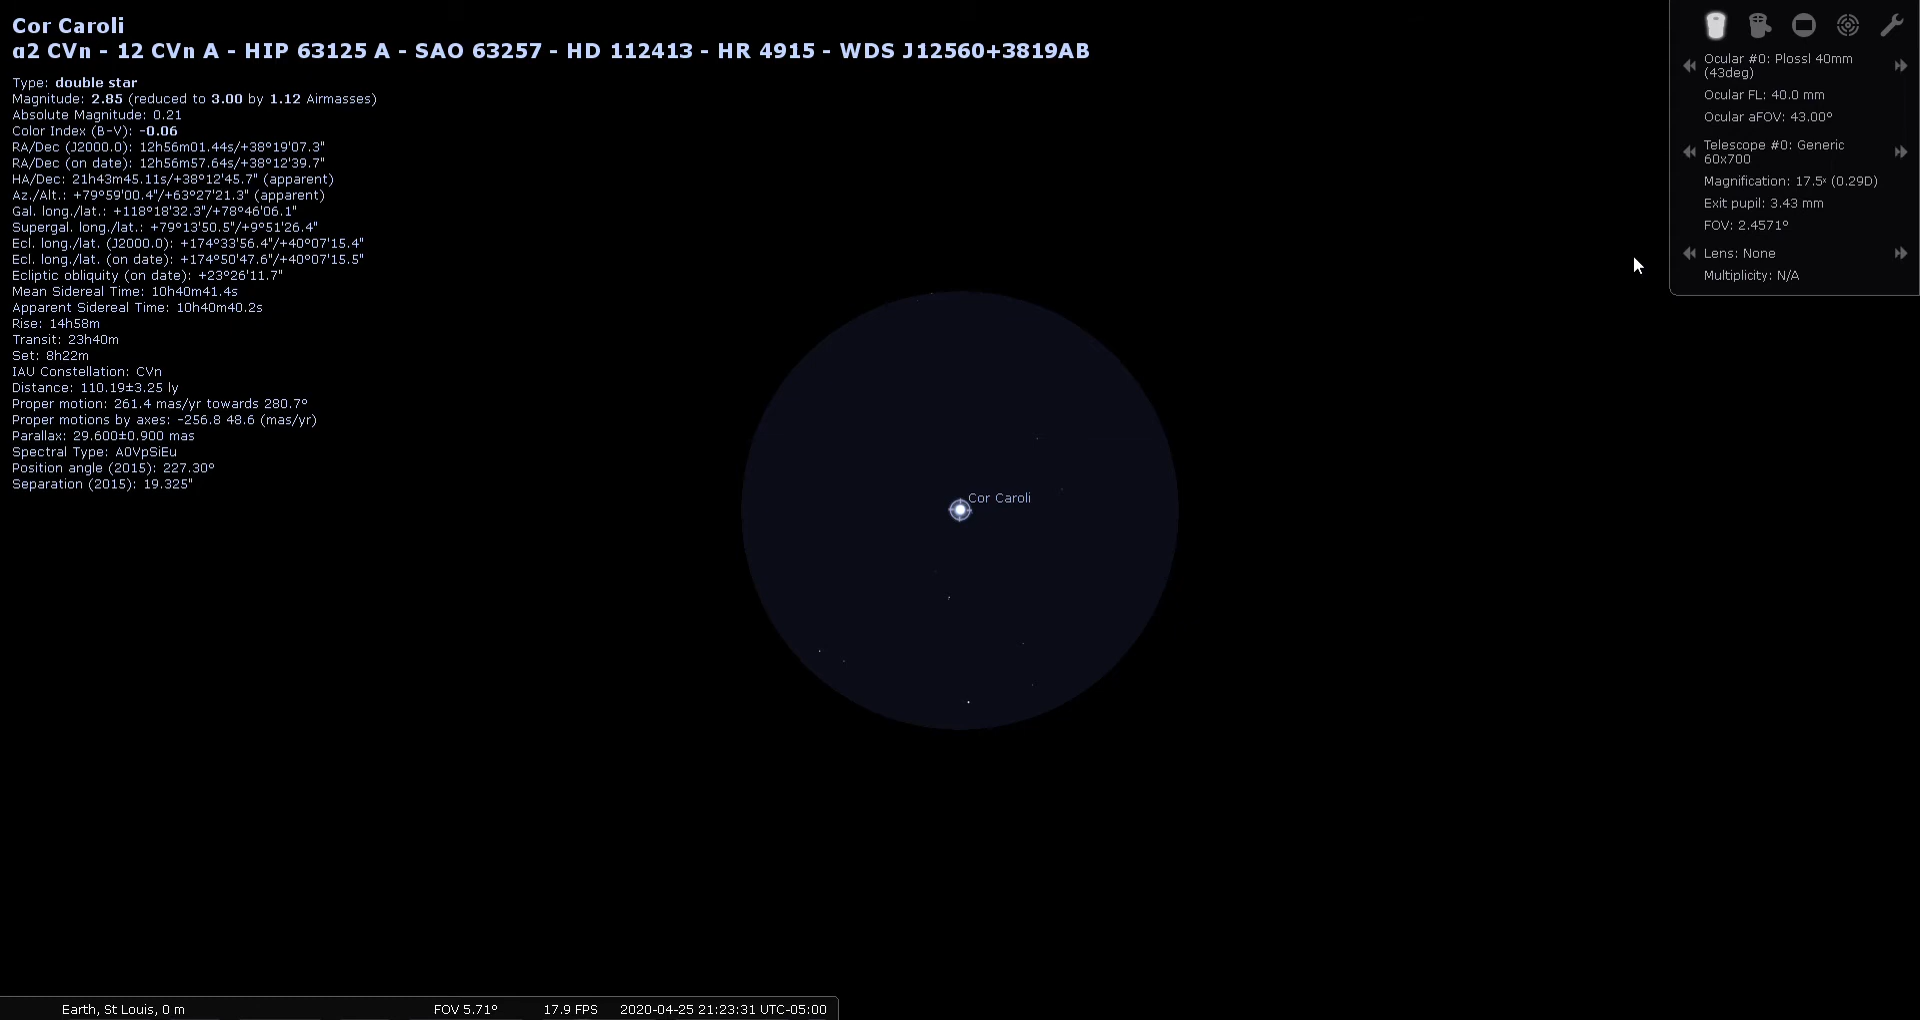 Cor Caroli
α2 CVn - 12 CVn A - HIP 63125 A - SAO 63257 - HD 112413 - HR 4915 - WDS J12560+3819AB
Type: double star
Magnitude: 2.85 (reduced to 3.00 by 1.12 Airmasses)
Absolute Magnitude: 0.21
Color Index (B-V): -0.06
RA/Dec (J2000.0): 12h56m01.44s/+38°19'07.3"
RA/Dec (on date): 12h56m57.64s/+38°12'39.7"
HA/Dec: 21h43m45.11s/+38°12'45.7" (apparent)
Az./Alt.: +79°59'00.4"/+63°27'21.3" (apparent)
Gal. long./lat.: +118°18'32.3"/+78°46'06.1"
Supergal. long./lat.: +79°13'50.5"/+9°51'26.4"
Ecl. long./lat. (J2000.0): +174°33'56.4"/+40°07'15.4"
Ecl. long./lat. (on date): +174°50'47.6"/+40°07'15.5"
Ecliptic obliquity (on date): +23°26'11.7"
Mean Sidereal Time: 10h40m41.4s
Apparent Sidereal Time: 10h40m40.2s
Rise: 14h58m
Transit: 23h40m
Set: 8h22m
IAU Constellation: CVn
Distance: 110.19±3.25 ly
Proper motion: 261.4 mas/yr towards 280.7°
Proper motions by axes: -256.8 48.6 (mas/yr)
Parallax: 29.600±0.900 mas
Spectral Type: A0VpSiEu
Position angle (2015): 227.30°
Separation (2015): 19.325"
Ocular #0: Plossl 40mm
(43deg)
Ocular FL: 40.0 mm
Ocular aFOV: 43.00°
Telescope #0: Generic
60x700
Magnification: 17.5ˣ (0.29D)
Exit pupil: 3.43 mm
FOV: 2.4571°
Lens: None
Multiplicity: N/A
Cor Caroli
Earth, St Louis, 0 m
FOV 5.71°
17.9 FPS
2020-04-25 21:23:31 UTC-05:00